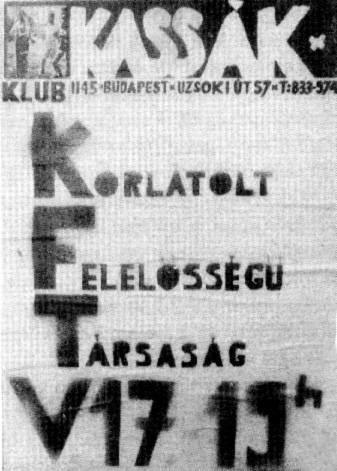 KASSÁK
KLUB 1145 • BUDAPEST • UZSOKI ÚT 57 • T: 833-574
KORLÁTOLT
FELELŐSSÉGŰ
TÁRSASÁG
V 17 19h